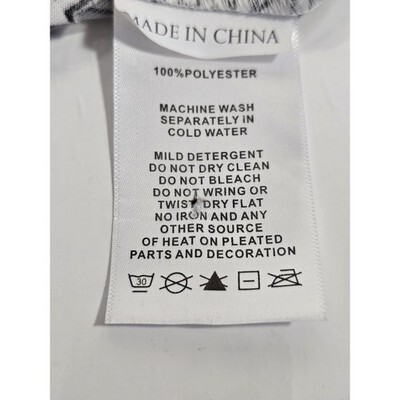 MADE IN CHINA
100%POLYESTER
MACHINE WASH
SEPARATELY iN
COLD WATER
MILD DETERGENT
DO NOT DRY CLEAN
DO NOT BLEACH
DO NOT WRING OR
TWIST DRY FLAT
NO IRON AND ANY
OTHER SOURCE
OF HEAT ON PLEATED
PARTS AND DECORATION
30